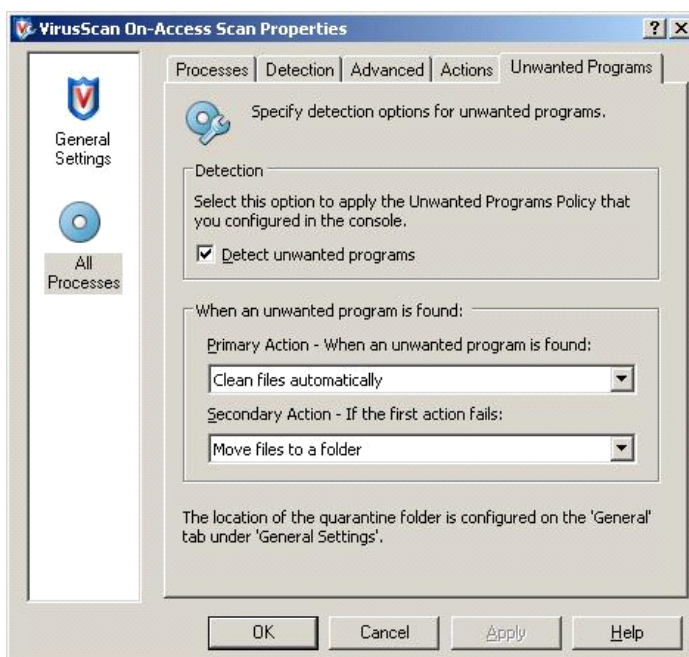 VirusScan On-Access Scan Properties
General
Settings
All
Processes
Processes
Detection
Advanced
Actions
Unwanted Programs
Specify detection options for unwanted programs.
Detection
Select this option to apply the Unwanted Programs Policy that
you configured in the console.
Detect unwanted programs
When an unwanted program is found:
Primary Action - When an unwanted program is found:
Clean files automatically
Secondary Action - If the first action fails:
Move files to a folder
The location of the quarantine folder is configured on the 'General'
tab under 'General Settings'.
OK
Cancel
Apply
Help